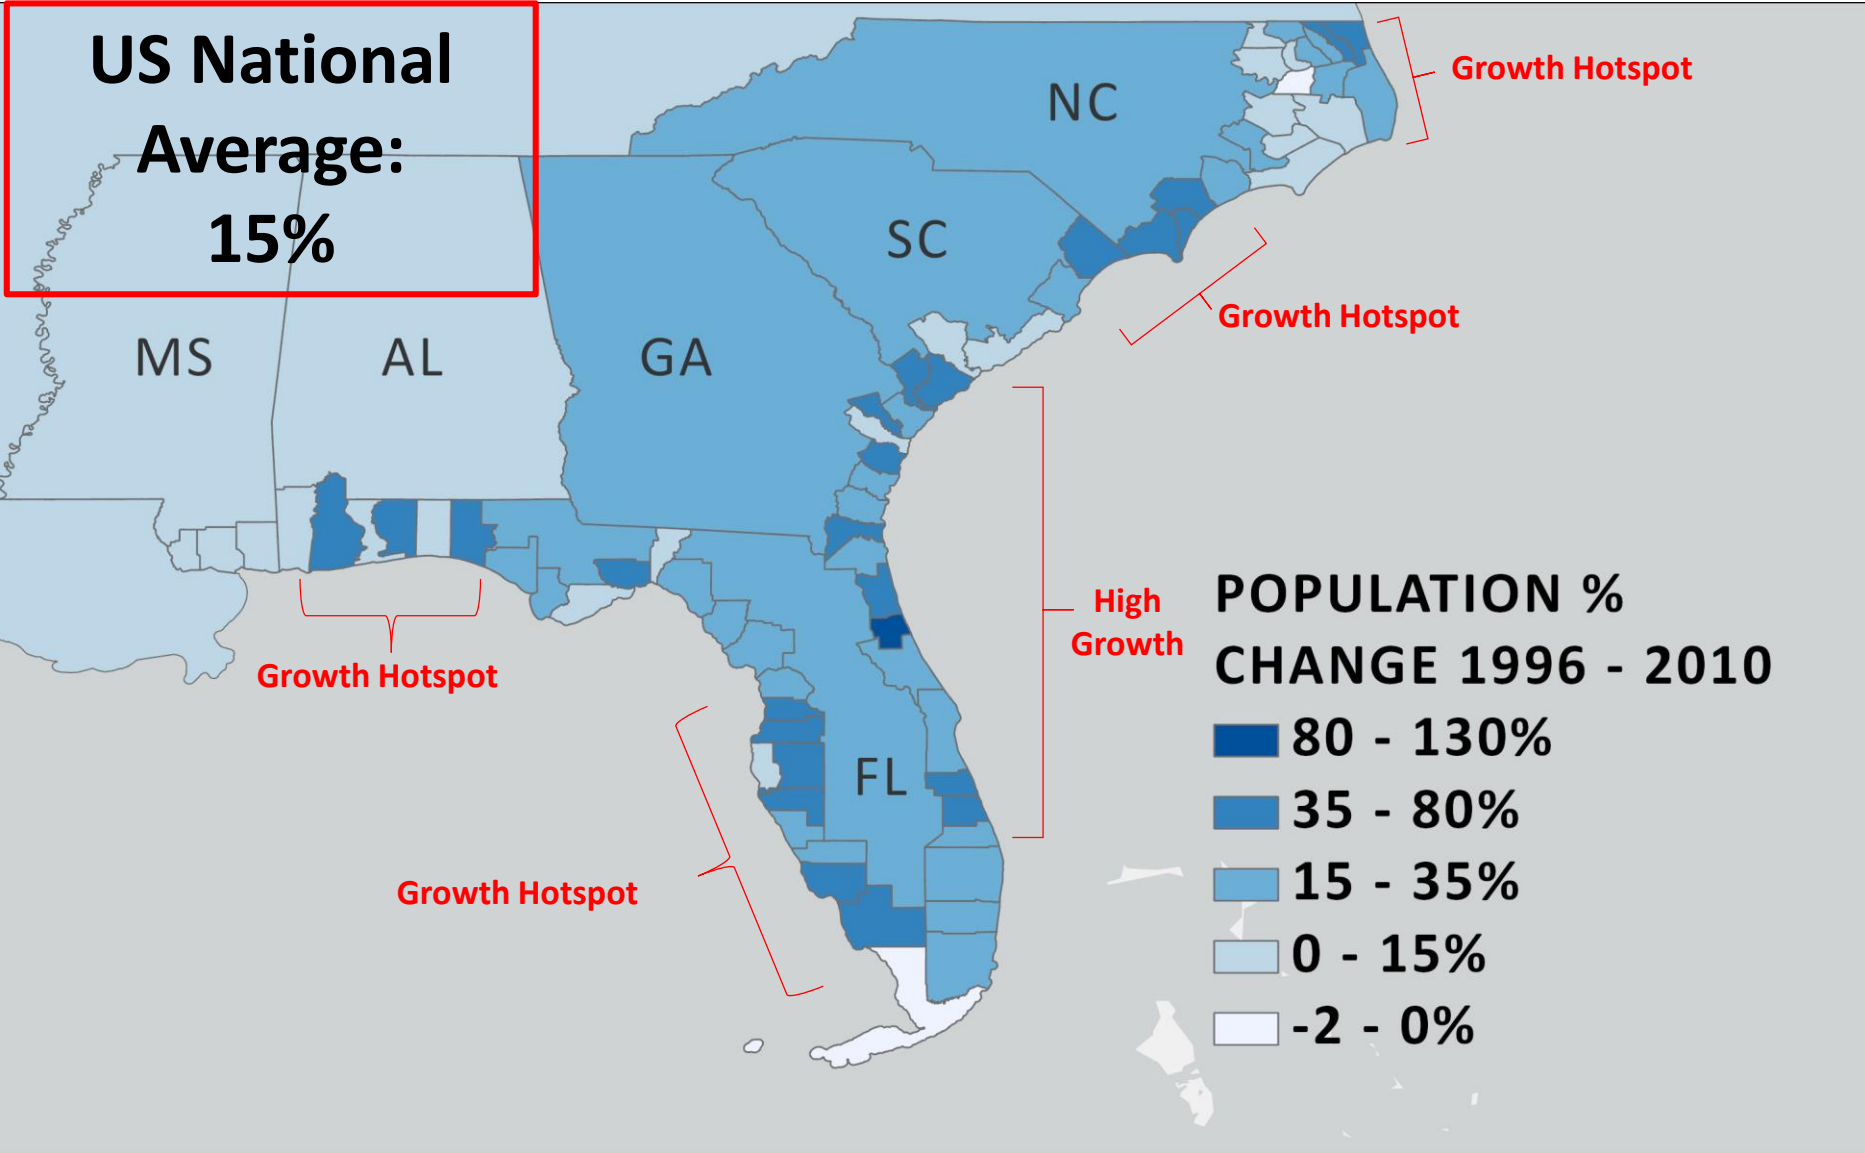 US National
Average:
15%
NC
SC
MS
AL
GA
FL
Growth Hotspot
Growth Hotspot
High
Growth
Growth Hotspot
Growth Hotspot
POPULATION %
CHANGE 1996 - 2010
80 - 130%
35 - 80%
15 - 35%
0 - 15%
-2 - 0%